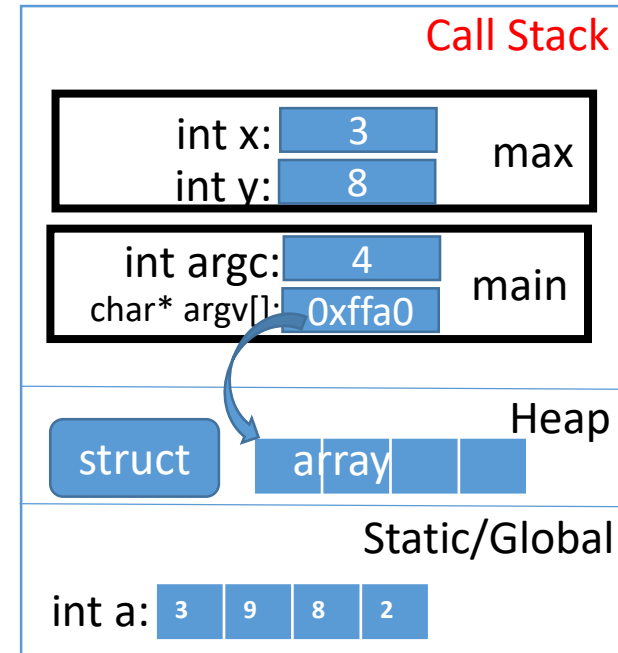 Call Stack
int x: 3
max
int y: 8
int argc: 4
main
char* argv[]: 0xffa0
Heap
struct array
Static/Global
int a: 3 9 8 2